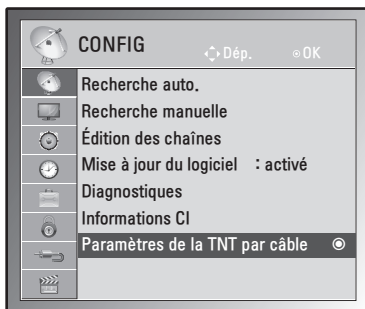 CONFIG
Dép. OK
Recherche auto.
Recherche manuelle
Édition des chaînes
Mise à jour du logiciel : activé
Diagnostiques
Informations CI
Paramètres de la TNT par câble